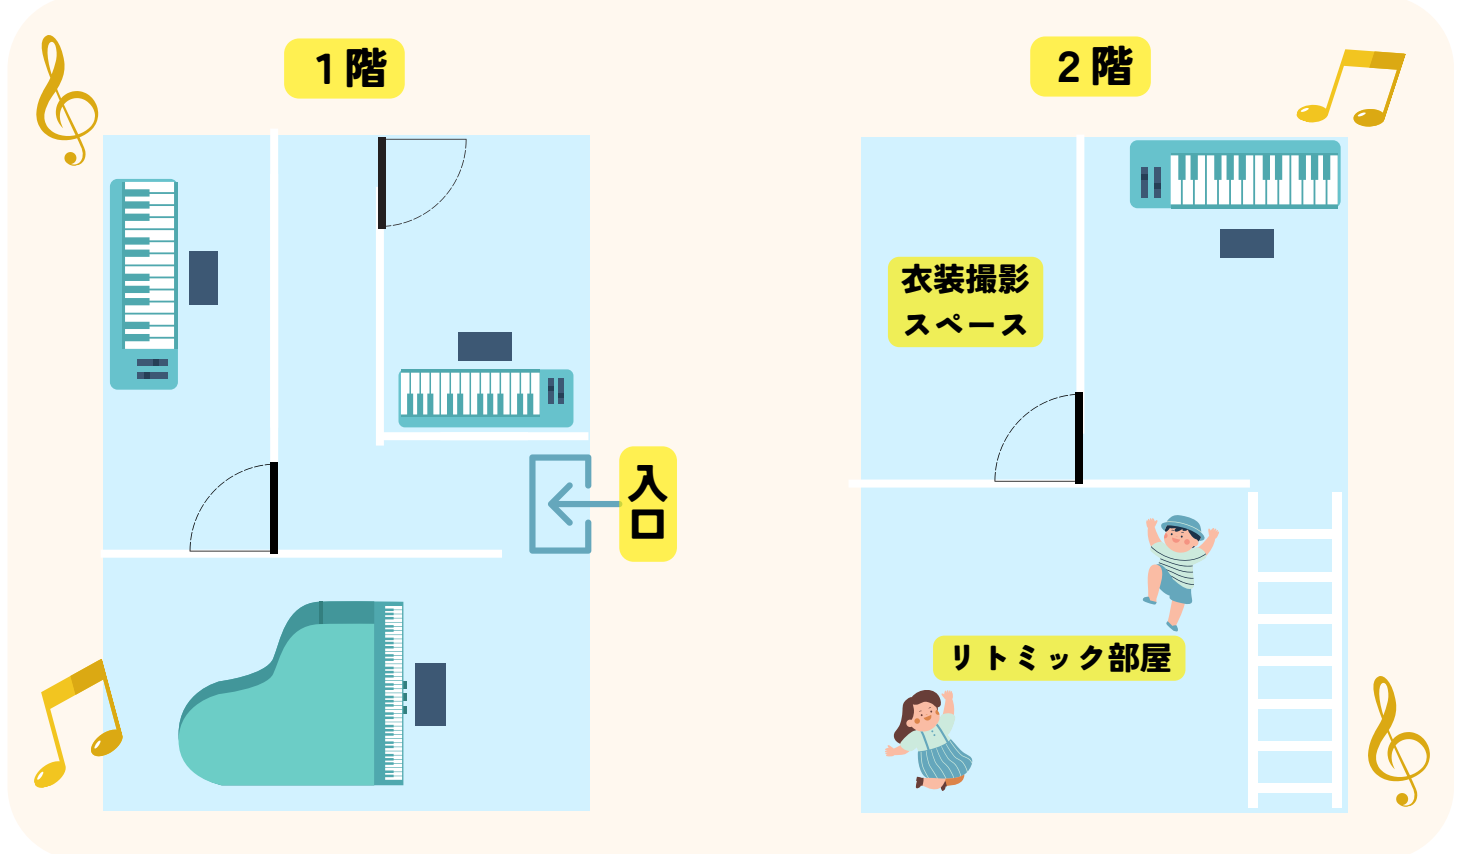 １階
２階
衣装撮影
スペース
入口
リトミック部屋